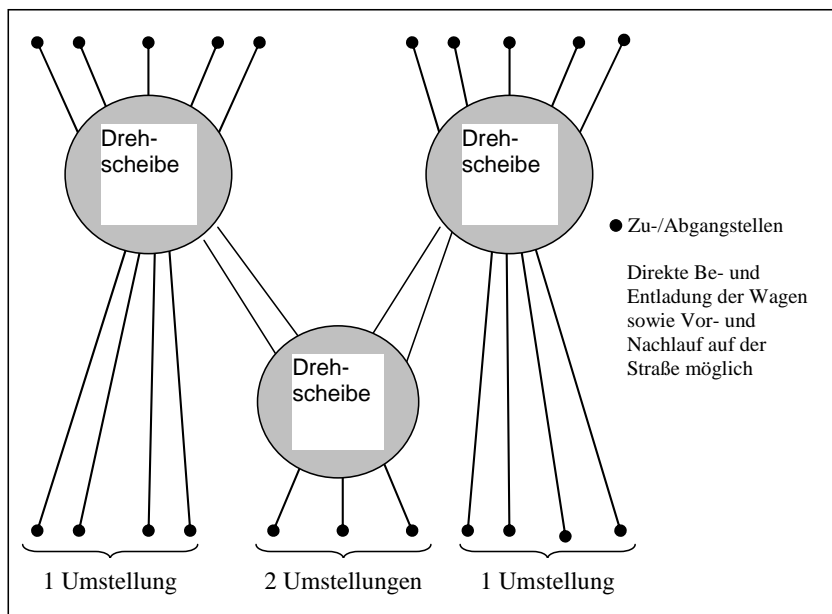 Dreh-
scheibe
Dreh-
scheibe
Zu-/Abgangstellen
Direkte Be- und
Entladung der Wagen
sowie Vor- und
Nachlauf auf der
Straße möglich
Dreh-
scheibe
1 Umstellung
2 Umstellungen
1 Umstellung